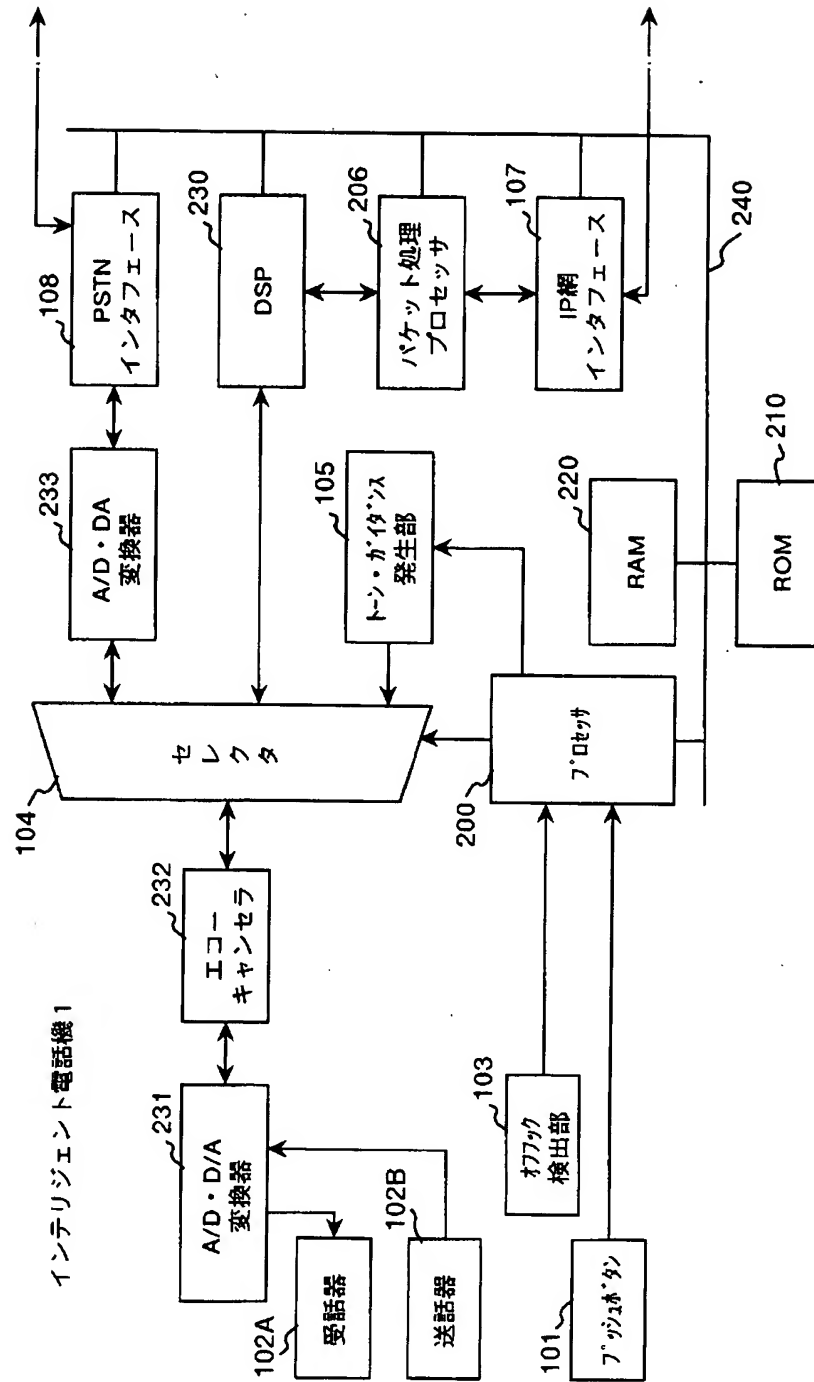 インテリジェント電話機1
102A
受話器
231
A/D・D/A
変換器
102B
送話器
101
プッシュボタン
103
オフフック
検出部
232
エコー
キャンセラ
104
セレクタ
200
プロセッサ
233
A/D・DA
変換器
105
トーン・ガイダンス
発生部
220
RAM
210
ROM
108
PSTN
インタフェース
230
DSP
206
パケット処理
プロセッサ
107
IP網
インタフェース
240